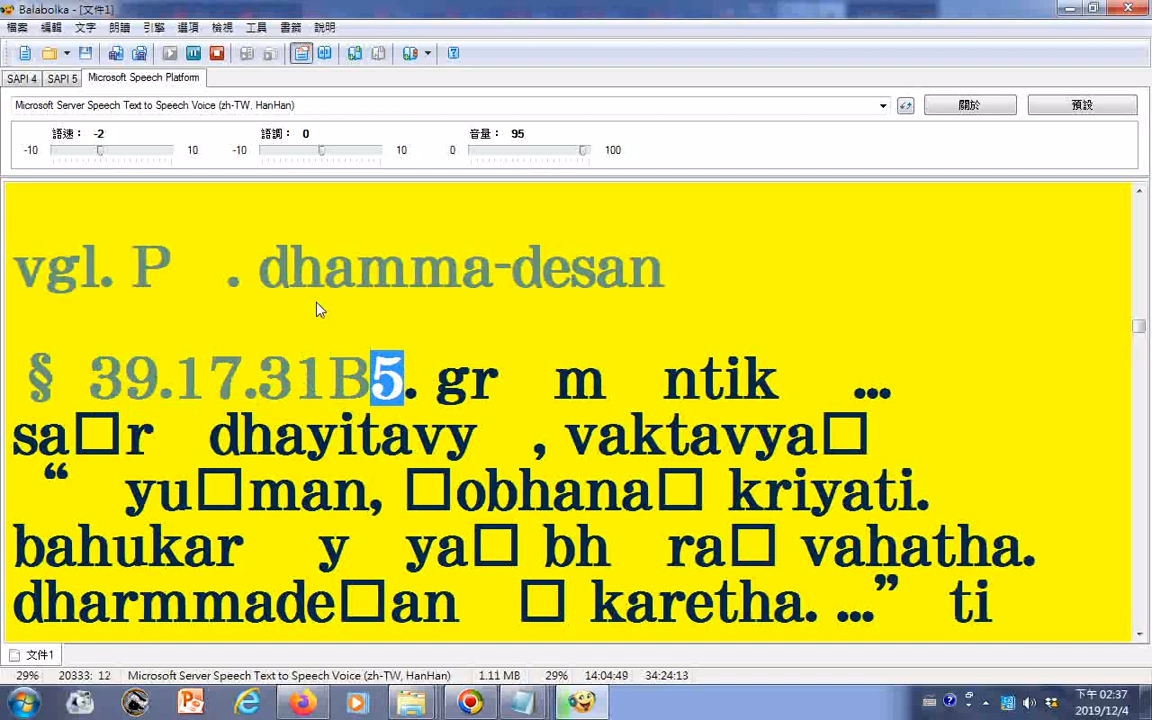 Balabolka - [文件1]
檔案 編輯 文字 朗讀 引擎 選項 檢視 工具 書籤 說明
SAPI 4 SAPI 5 Microsoft Speech Platform
Microsoft Server Speech Text to Speech Voice (zh-TW, HanHan) 關於 預設
語速： -2 語調： 0 音量： 95
-10 10 -10 10 0 100
vgl. P . dhamma-desan
§ 39.17.31B5. gr m ntik ...
sa□r dhayitavy , vaktavya□
“ yu□man, □obhana□ kriyati.
bahukar y ya□ bh ra□ vahatha.
dharmmade□an □ karetha. ...” ti
文件1
29% 20333: 12 Microsoft Server Speech Text to Speech Voice (zh-TW, HanHan) 1.11 MB 29% 14:04:49 34:24:13
下午 02:37
2019/12/4